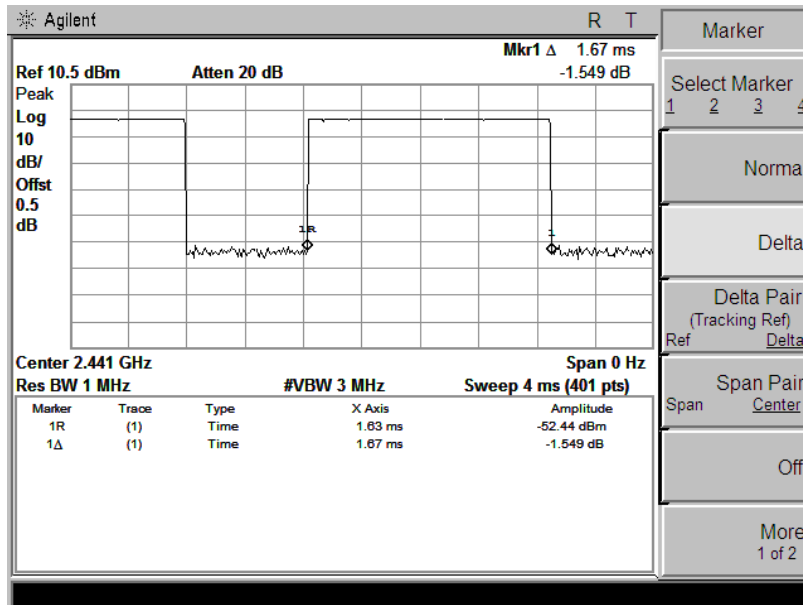 Agilent R T
Mkr1 Δ 1.67 ms
Ref 10.5 dBm Atten 20 dB -1.549 dB
Peak
Log
10
dB/
Offst
0.5
dB
1R
1
Center 2.441 GHz Span 0 Hz
Res BW 1 MHz #VBW 3 MHz Sweep 4 ms (401 pts)
Marker Trace Type X Axis Amplitude
1R (1) Time 1.63 ms -52.44 dBm
1Δ (1) Time 1.67 ms -1.549 dB
Marker
Select Marker
1 2 3 4
Norma
Delta
Delta Pair
(Tracking Ref)
Ref Delta
Span Pair
Span Center
Off
More
1 of 2